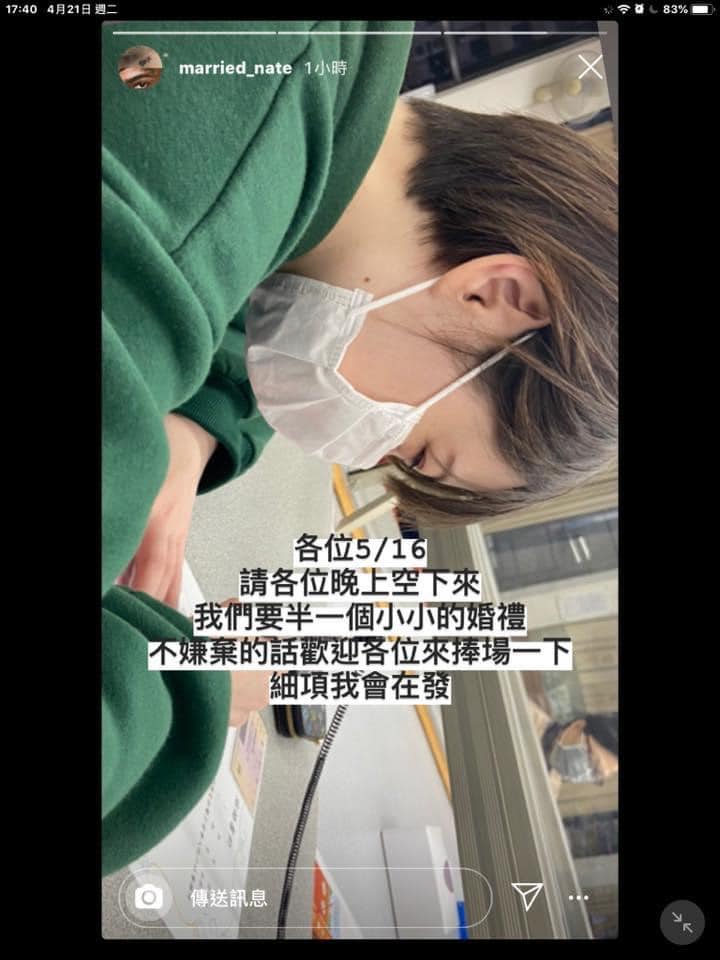 17:40 4月21日 週二 83%
married_nate 1小時
各位5/16
請各位晚上空下來
我們要半一個小小的婚禮
不嫌棄的話歡迎各位來捧場一下
細項我會在發
傳送訊息